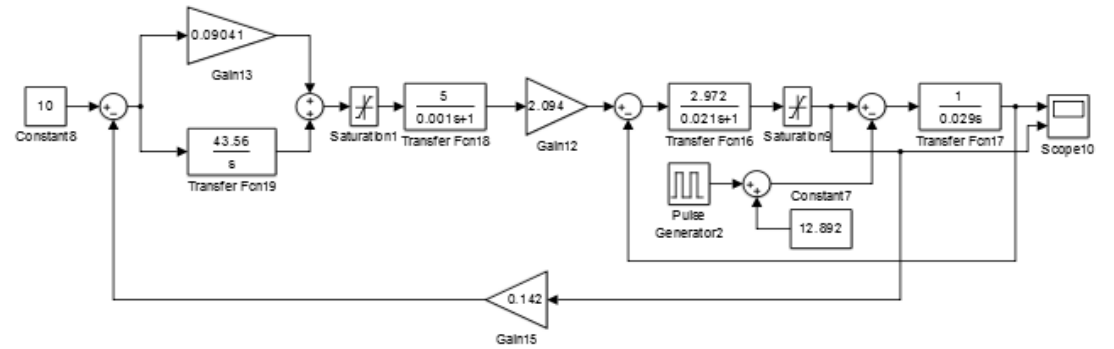 0.09041
Gain13
10
Constant8
+
−
43.56
s
Transfer Fcn19
+
+
Saturation1
5
0.001s+1
Transfer Fcn18
2.094
Gain12
+
−
2.972
0.021s+1
Transfer Fcn16
Saturation9
+
−
1
0.029s
Transfer Fcn17
Scope10
Pulse
Generator2
+
+
Constant7
12.892
0.142
Gain15